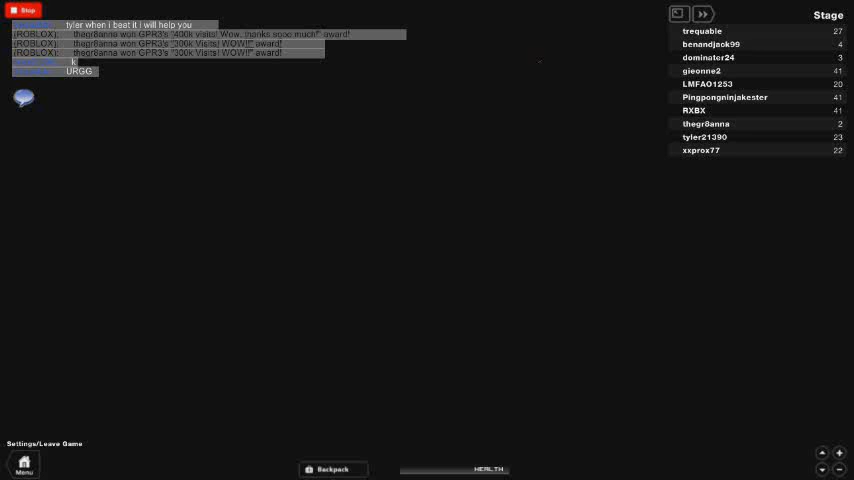 Stop
tyler when i beat it i will help you
(ROBLOX): thegr8anna won GPR3's "400k visits! Wow, thanks sooo much!" award!
(ROBLOX): thegr8anna won GPR3's "300k Visits! WOW!!" award!
(ROBLOX): thegr8anna won GPR3's "300k Visits! WOW!!" award!
k
URGG
Stage
trequable 27
benandjack99 4
dominater24 3
gieonne2 41
LMFAO1253 20
Pingpongninjakester 41
RXBX 41
thegr8anna 2
tyler21390 23
xxprox77 22
Settings/Leave Game
Menu
Backpack
HEALTH